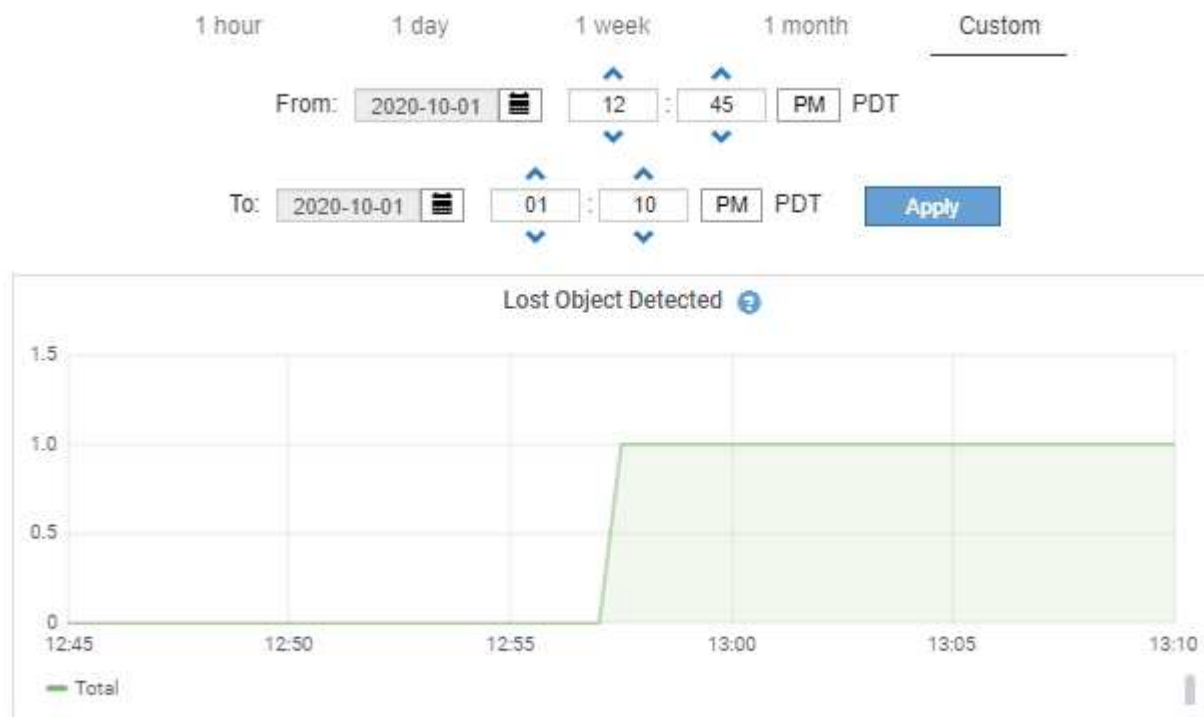 1 hour 1 day 1 week 1 month Custom
From: 2020-10-01 12 : 45 PM PDT
To: 2020-10-01 01 : 10 PM PDT Apply
Lost Object Detected ?
1.5
1.0
0.5
0
12:45 12:50 12:55 13:00 13:05 13:10
Total